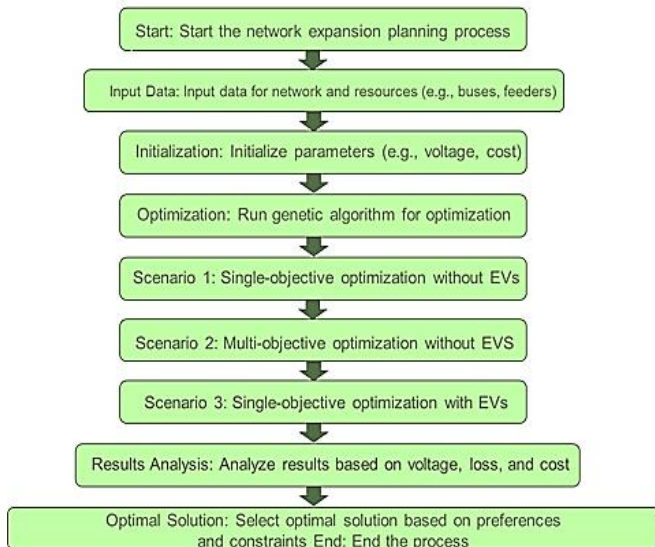 Start: Start the network expansion planning process
Input Data: Input data for network and resources (e.g., buses, feeders)
Initialization: Initialize parameters (e.g., voltage, cost)
Optimization: Run genetic algorithm for optimization
Scenario 1: Single-objective optimization without EVs
Scenario 2: Multi-objective optimization without EVS
Scenario 3: Single-objective optimization with EVs
Results Analysis: Analyze results based on voltage, loss, and cost
Optimal Solution: Select optimal solution based on preferences
and constraints End: End the process